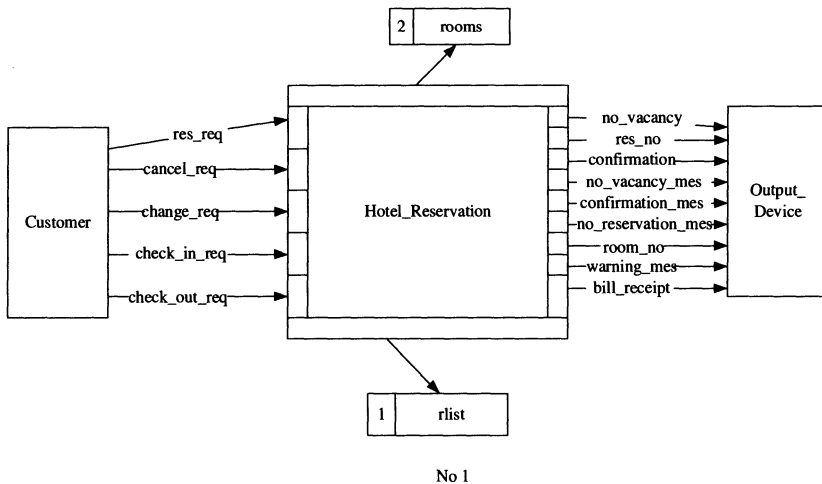 2 rooms
res_req
cancel_req
change_req
check_in_req
check_out_req
Customer
Hotel_Reservation
no_vacancy
res_no
confirmation
no_vacancy_mes
confirmation_mes
no_reservation_mes
room_no
warning_mes
bill_receipt
Output_
Device
1 rlist
No 1